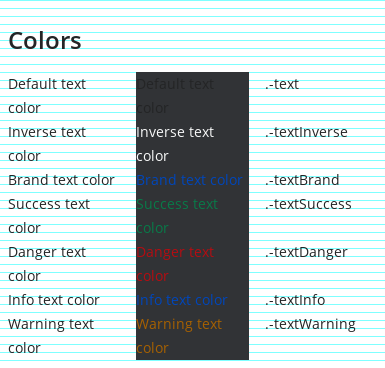 Colors
Default text Default text .-text
color color
Inverse text Inverse text .-textInverse
color color
Brand text color Brand text color .-textBrand
Success text Success text .-textSuccess
color color
Danger text Danger text .-textDanger
color color
Info text color Info text color .-textInfo
Warning text Warning text .-textWarning
color color